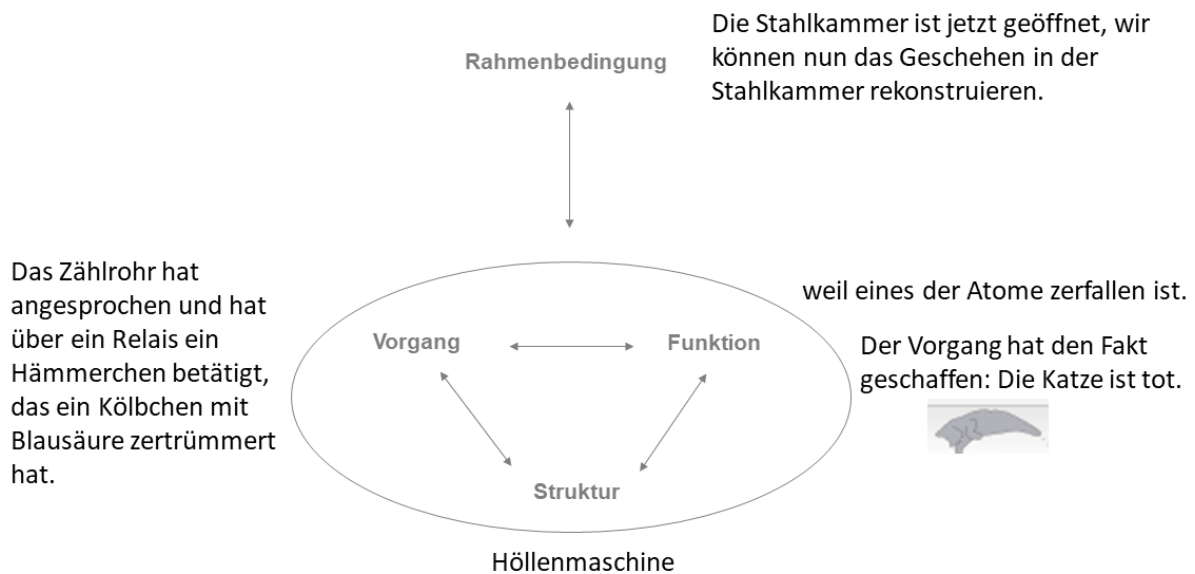 Rahmenbedingung
Die Stahlkammer ist jetzt geöffnet, wir
können nun das Geschehen in der
Stahlkammer rekonstruieren.
Das Zählrohr hat
angesprochen und hat
über ein Relais ein
Hämmerchen betätigt,
das ein Kölbchen mit
Blausäure zertrümmert
hat.
Vorgang
Funktion
Struktur
weil eines der Atome zerfallen ist.
Der Vorgang hat den Fakt
geschaffen: Die Katze ist tot.
Höllenmaschine